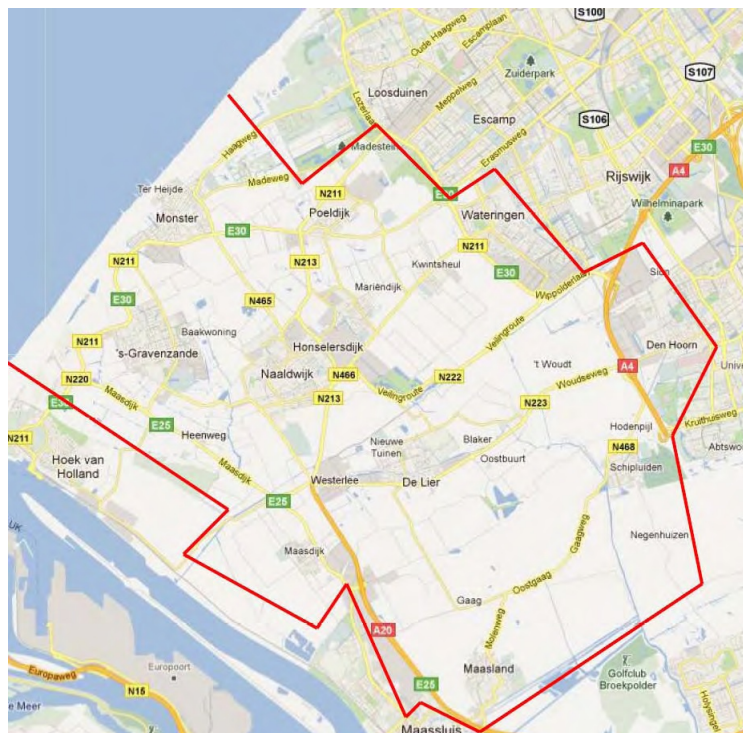 S100
Oude Haagweg
Escamplaan
Zuiderpark
S107
Loosduinen
Meppelweg
Lozerlaan
Escamp
S106
Haagweg
Madestein
Erasmusweg
E30
A4
Ter Heijde
Madeweg
N211
Rijswijk
Wilhelminapark
Monster
Poeldijk
Wateringen
E30
N211
N211
N213
Kwintsheul
E30
Sion
E30
N465
Mariëndijk
Wippolderlaan
Baakwoning
Veilingroute
N211
's-Gravenzande
Honselersdijk
Den Hoorn
't Woudt
A4
N220
Naaldwijk
N466
N222
Woudseweg
Maasdijk
N213
Veilingroute
N223
Kruithuisweg
E25
Hodenpijl
N211
Heenweg
Nieuwe
Tuinen
Blaker
N468
Abtswo
Hoek van
Holland
Maasdijk
Oostbuurt
Schipluiden
Westerlee
De Lier
E25
UK
Maasdijk
Gaagweg
Negenhuizen
Oostgaag
Gaag
A20
Molenweg
Europoort
Maasland
Golfclub
Broekpolder
Europaweg
N15
E25
Holysingel
e Meer
Maassluis